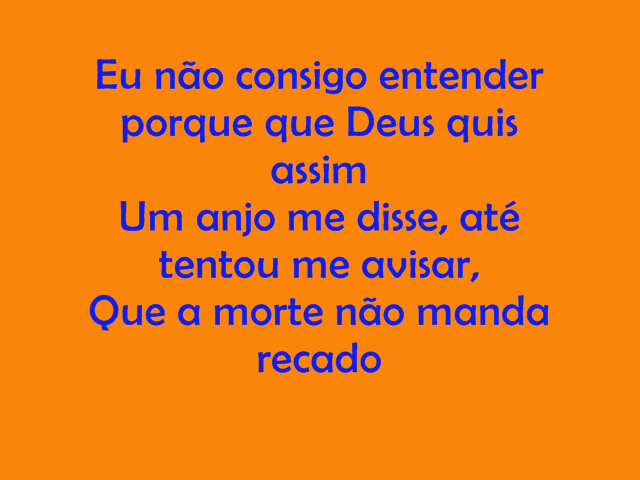 Eu não consigo entender
porque que Deus quis
assim
Um anjo me disse, até
tentou me avisar,
Que a morte não manda
recado